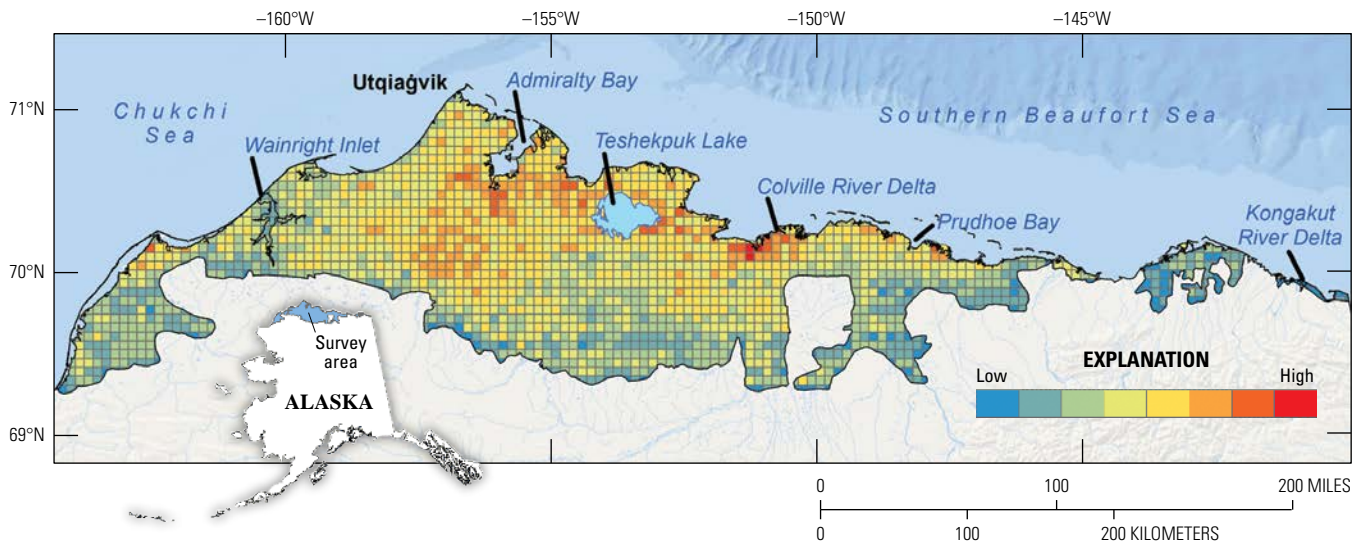 –160°W
–155°W
–150°W
–145°W
71°N
70°N
69°N
Chukchi
Sea
Utqiaġvik
Admiralty Bay
Southern Beaufort Sea
Wainright Inlet
Teshekpuk Lake
Colville River Delta
Prudhoe Bay
Kongakut
River Delta
Survey
area
ALASKA
EXPLANATION
Low
High
0
100
200 MILES
0
100
200 KILOMETERS